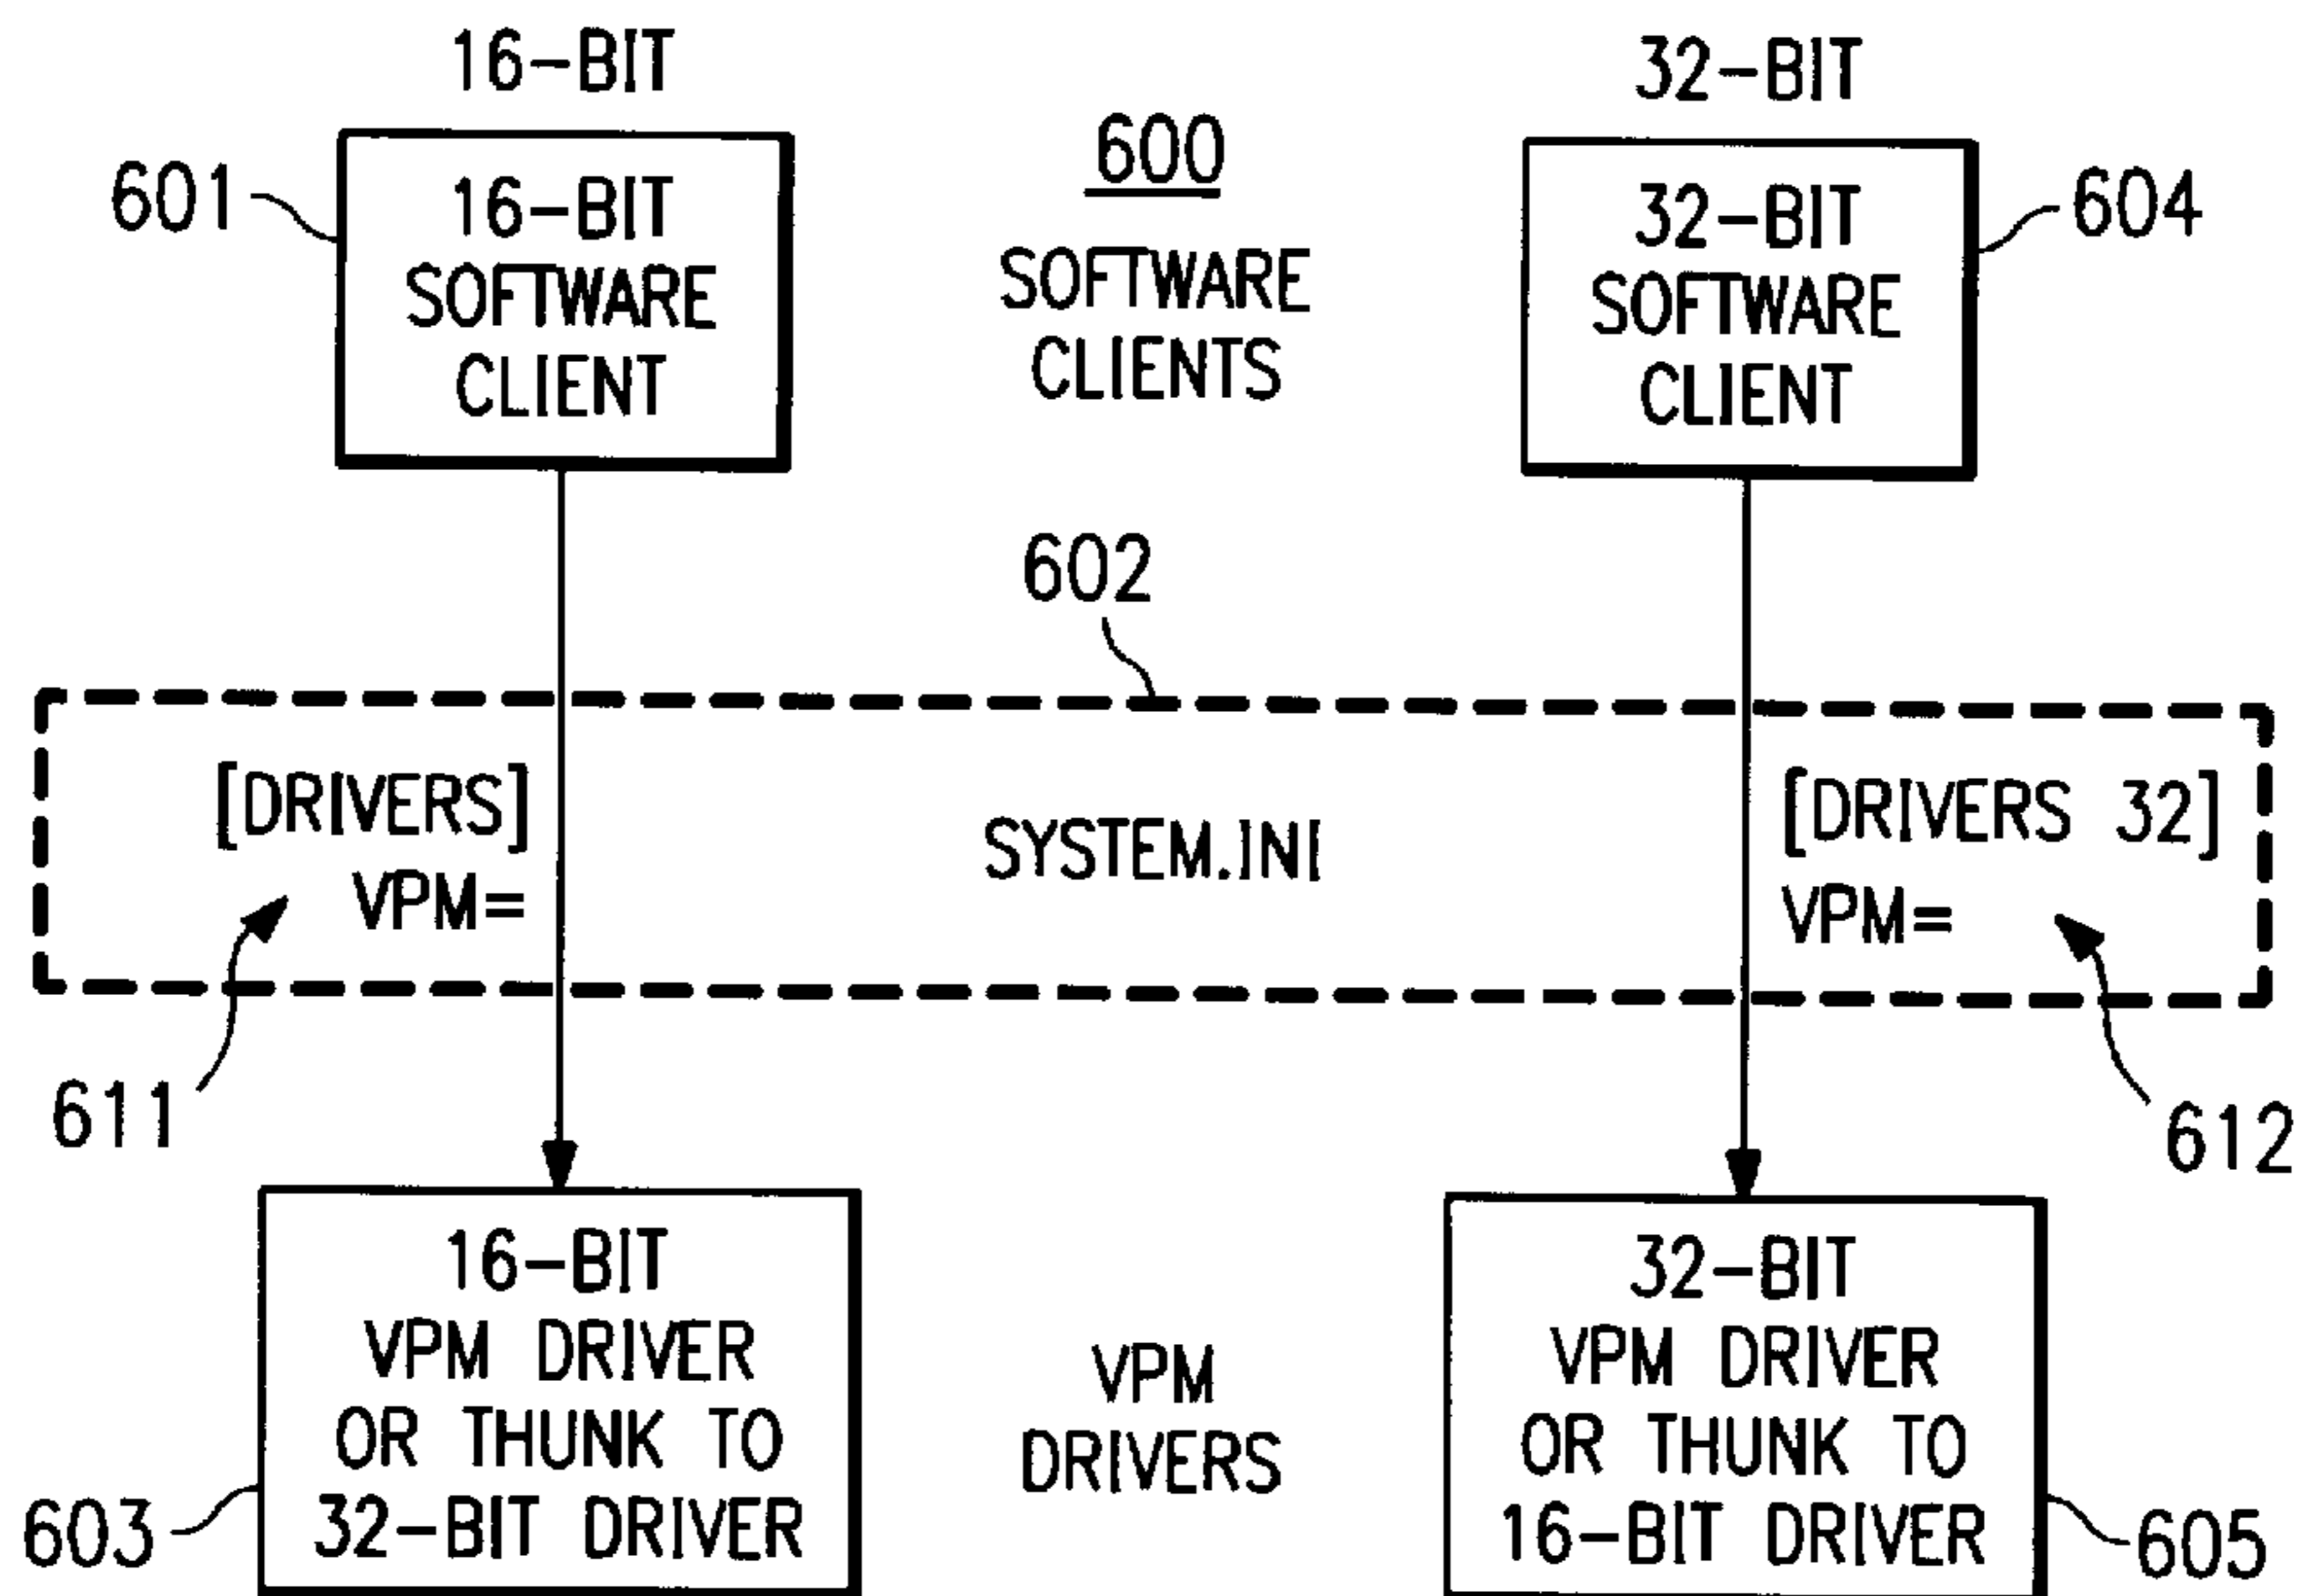 16-BIT
32-BIT
600
601
16-BIT
SOFTWARE
CLIENT
SOFTWARE
CLIENTS
32-BIT
SOFTWARE
CLIENT
604
602
[DRIVERS]
VPM=
SYSTEM.INI
[DRIVERS 32]
VPM=
611
612
16-BIT
VPM DRIVER
OR THUNK TO
32-BIT DRIVER
603
VPM
DRIVERS
32-BIT
VPM DRIVER
OR THUNK TO
16-BIT DRIVER
605